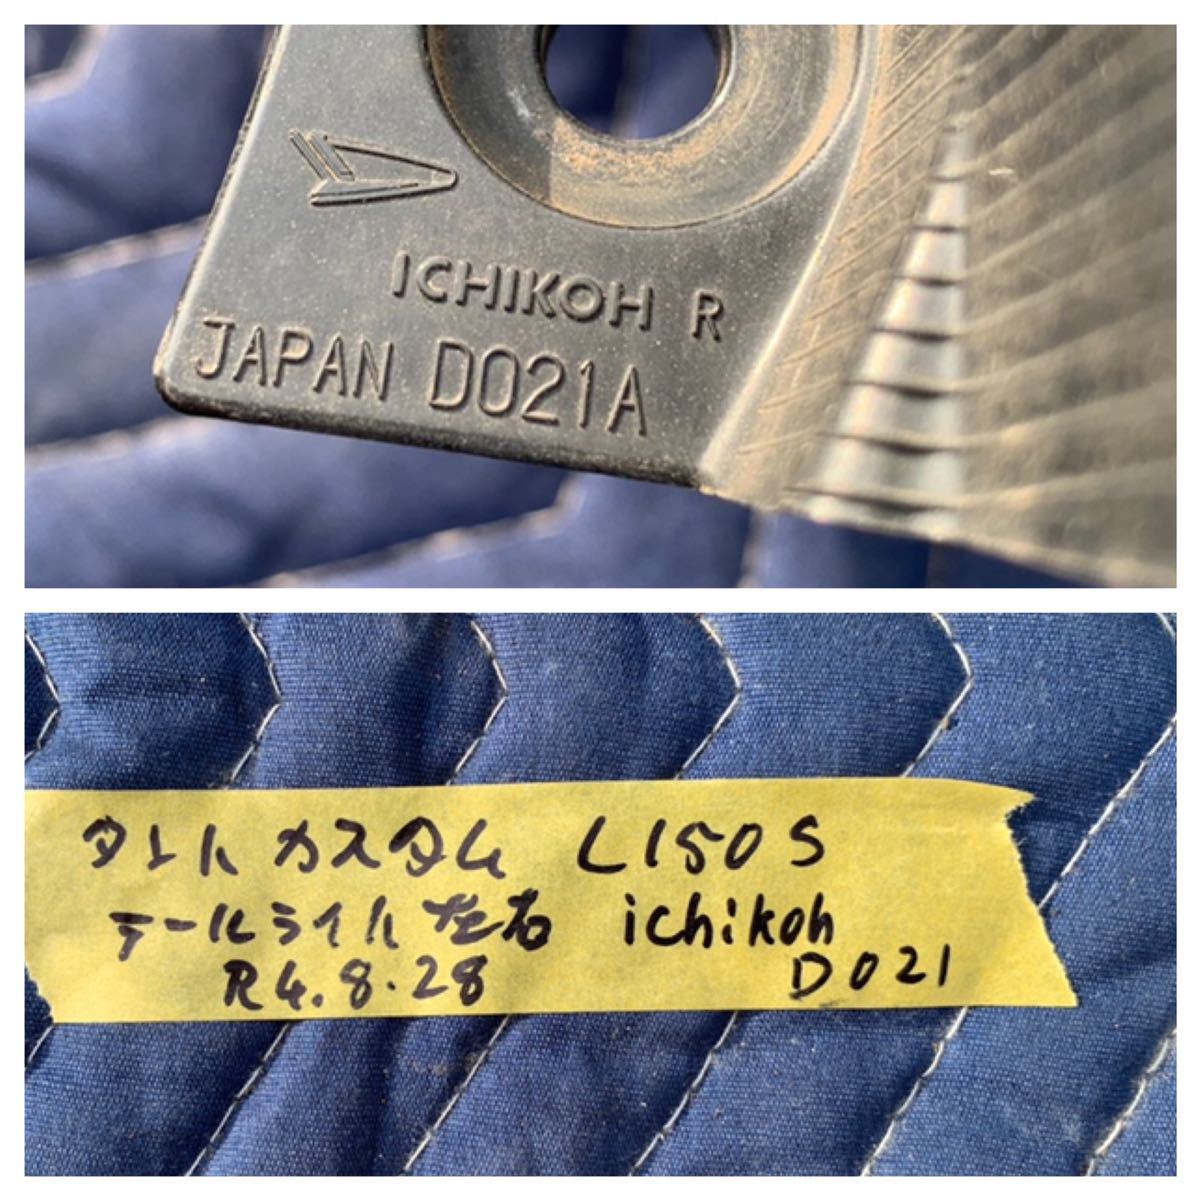 ICHIKOH R
JAPAN D021A
タント カスタム L150S
テールライト 左右 ichikoh
R4.8.28 D021